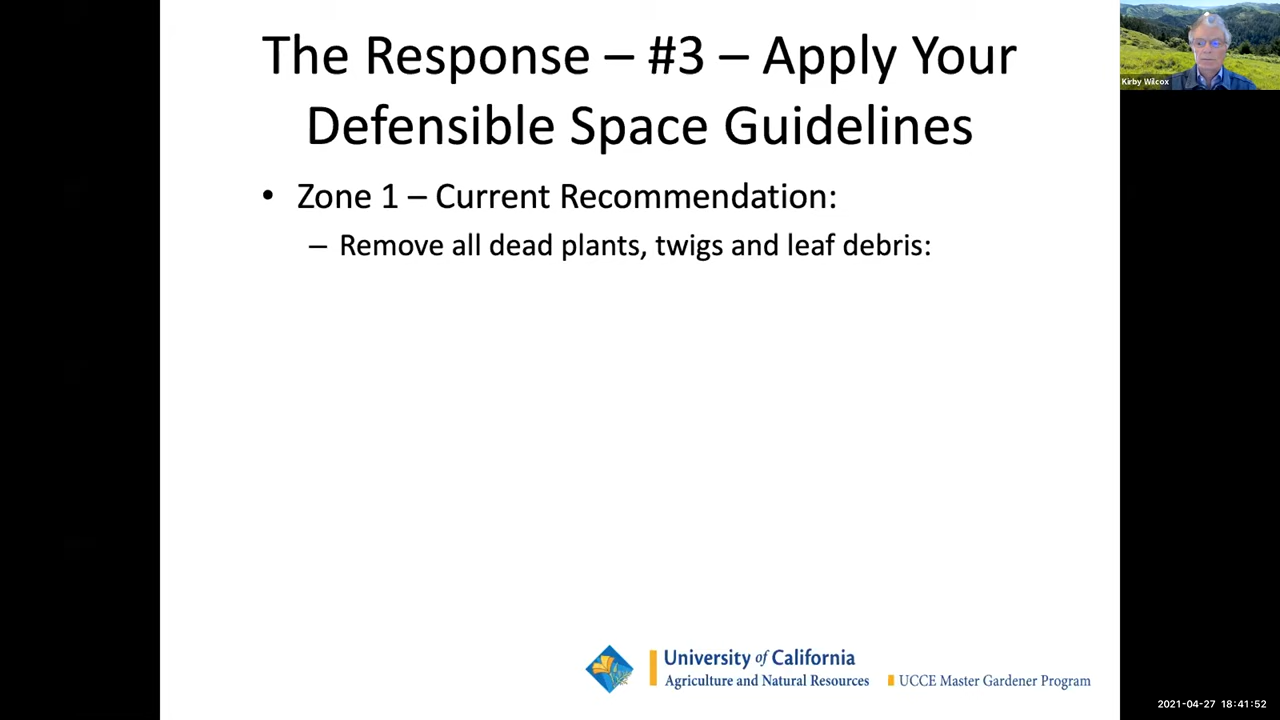 The Response – #3 – Apply Your
Defensible Space Guidelines
• Zone 1 – Current Recommendation:
– Remove all dead plants, twigs and leaf debris:
University of California
Agriculture and Natural Resources
UCCE Master Gardener Program
Kirby Wilcox
2021-04-27 18:41:52